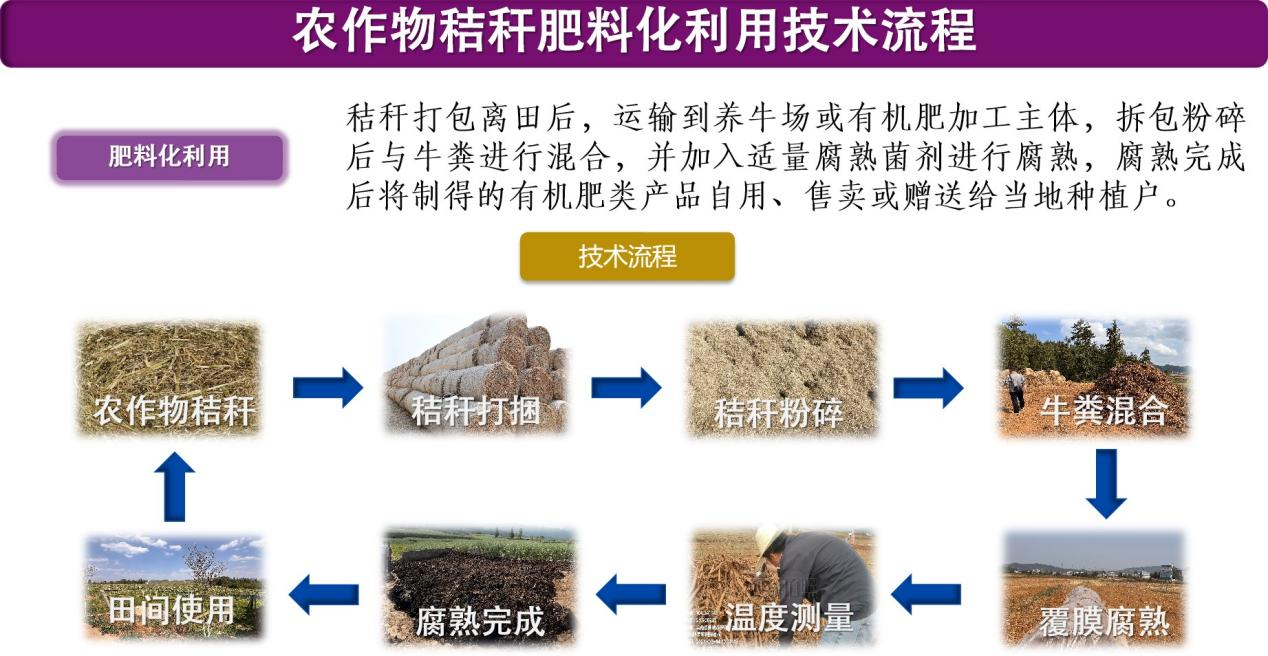 农作物秸秆肥料化利用技术流程
肥料化利用
秸秆打包离田后，运输到养牛场或有机肥加工主体，拆包粉碎
后与牛粪进行混合，并加入适量腐熟菌剂进行腐熟，腐熟完成
后将制得的有机肥类产品自用、售卖或赠送给当地种植户。
技术流程
农作物秸秆
秸秆打捆
秸秆粉碎
牛粪混合
田间使用
腐熟完成
温度测量
覆膜腐熟